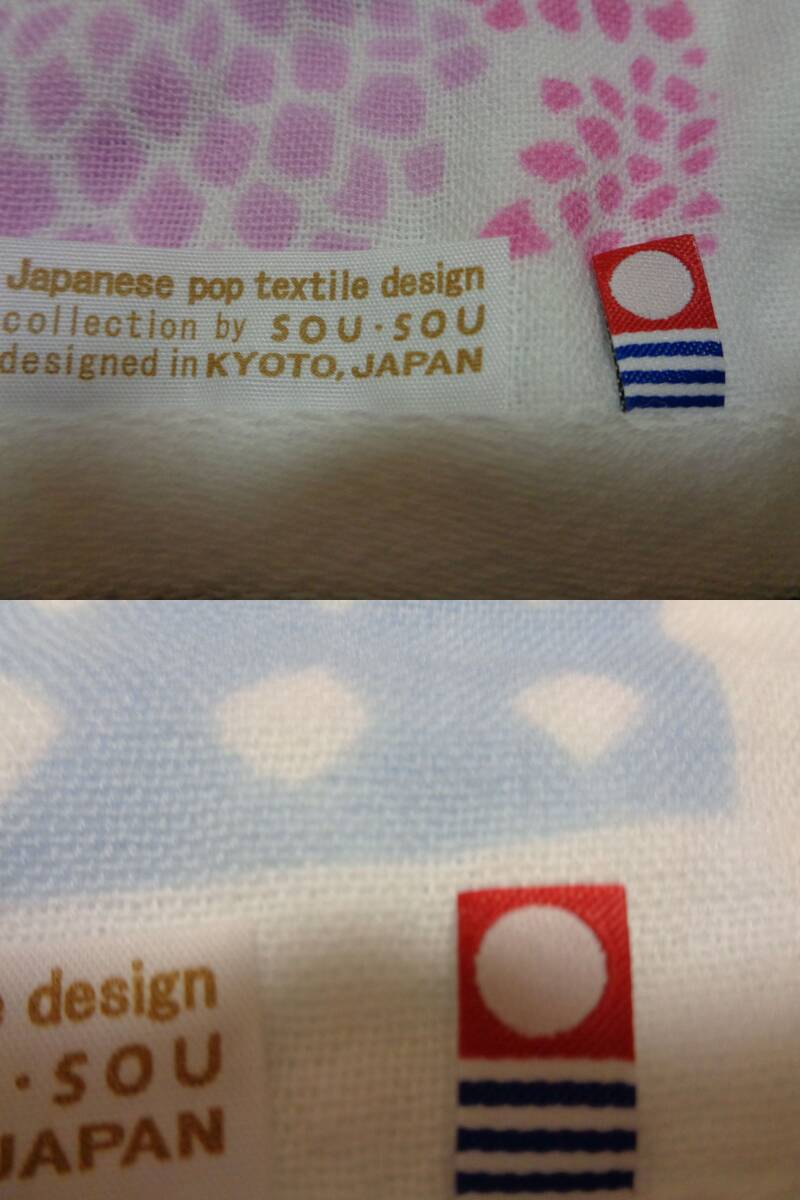 Japanese pop textile design
collection by SOU·SOU
designed in KYOTO, JAPAN
design
·SOU
JAPAN